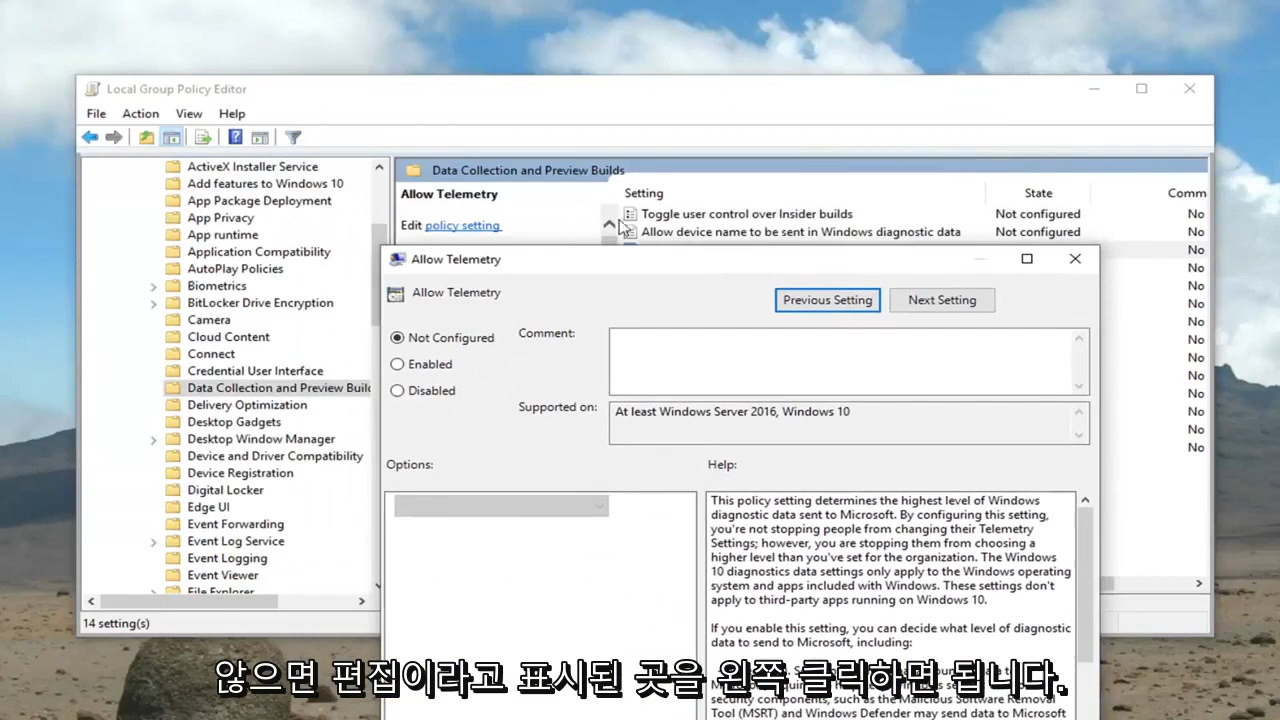 Local Group Policy Editor
File Action View Help
ActiveX Installer Service
Add features to Windows 10
App Package Deployment
App Privacy
App runtime
Application Compatibility
AutoPlay Policies
Biometrics
BitLocker Drive Encryption
Camera
Cloud Content
Connect
Credential User Interface
Data Collection and Preview Build
Delivery Optimization
Desktop Gadgets
Desktop Window Manager
Device and Driver Compatibility
Device Registration
Digital Locker
Edge UI
Event Forwarding
Event Log Service
Event Logging
Event Viewer
File Explorer
14 setting(s)
Data Collection and Preview Builds
Allow Telemetry
Edit policy setting
Setting State Comm
Toggle user control over Insider builds Not configured No
Allow device name to be sent in Windows diagnostic data Not configured No
No
No
No
No
No
No
No
No
No
No
No
No
Allow Telemetry
Allow Telemetry
Previous Setting Next Setting
Not Configured
Enabled
Disabled
Comment:
Supported on:
At least Windows Server 2016, Windows 10
Options:
Help:
This policy setting determines the highest level of Windows
diagnostic data sent to Microsoft. By configuring this setting,
you're not stopping people from changing their Telemetry
Settings; however, you are stopping them from choosing a
higher level than you've set for the organization. The Windows
10 diagnostics data settings only apply to the Windows operating
system and apps included with Windows. These settings don't
apply to third-party apps running on Windows 10.
If you enable this setting, you can decide what level of diagnostic
data to send to Microsoft, including:
security components, such as the Malicious Software Removal
Tool (MSRT) and Windows Defender may send data to Microsoft
않으면 편집이라고 표시된 곳을 왼쪽 클릭하면 됩니다.